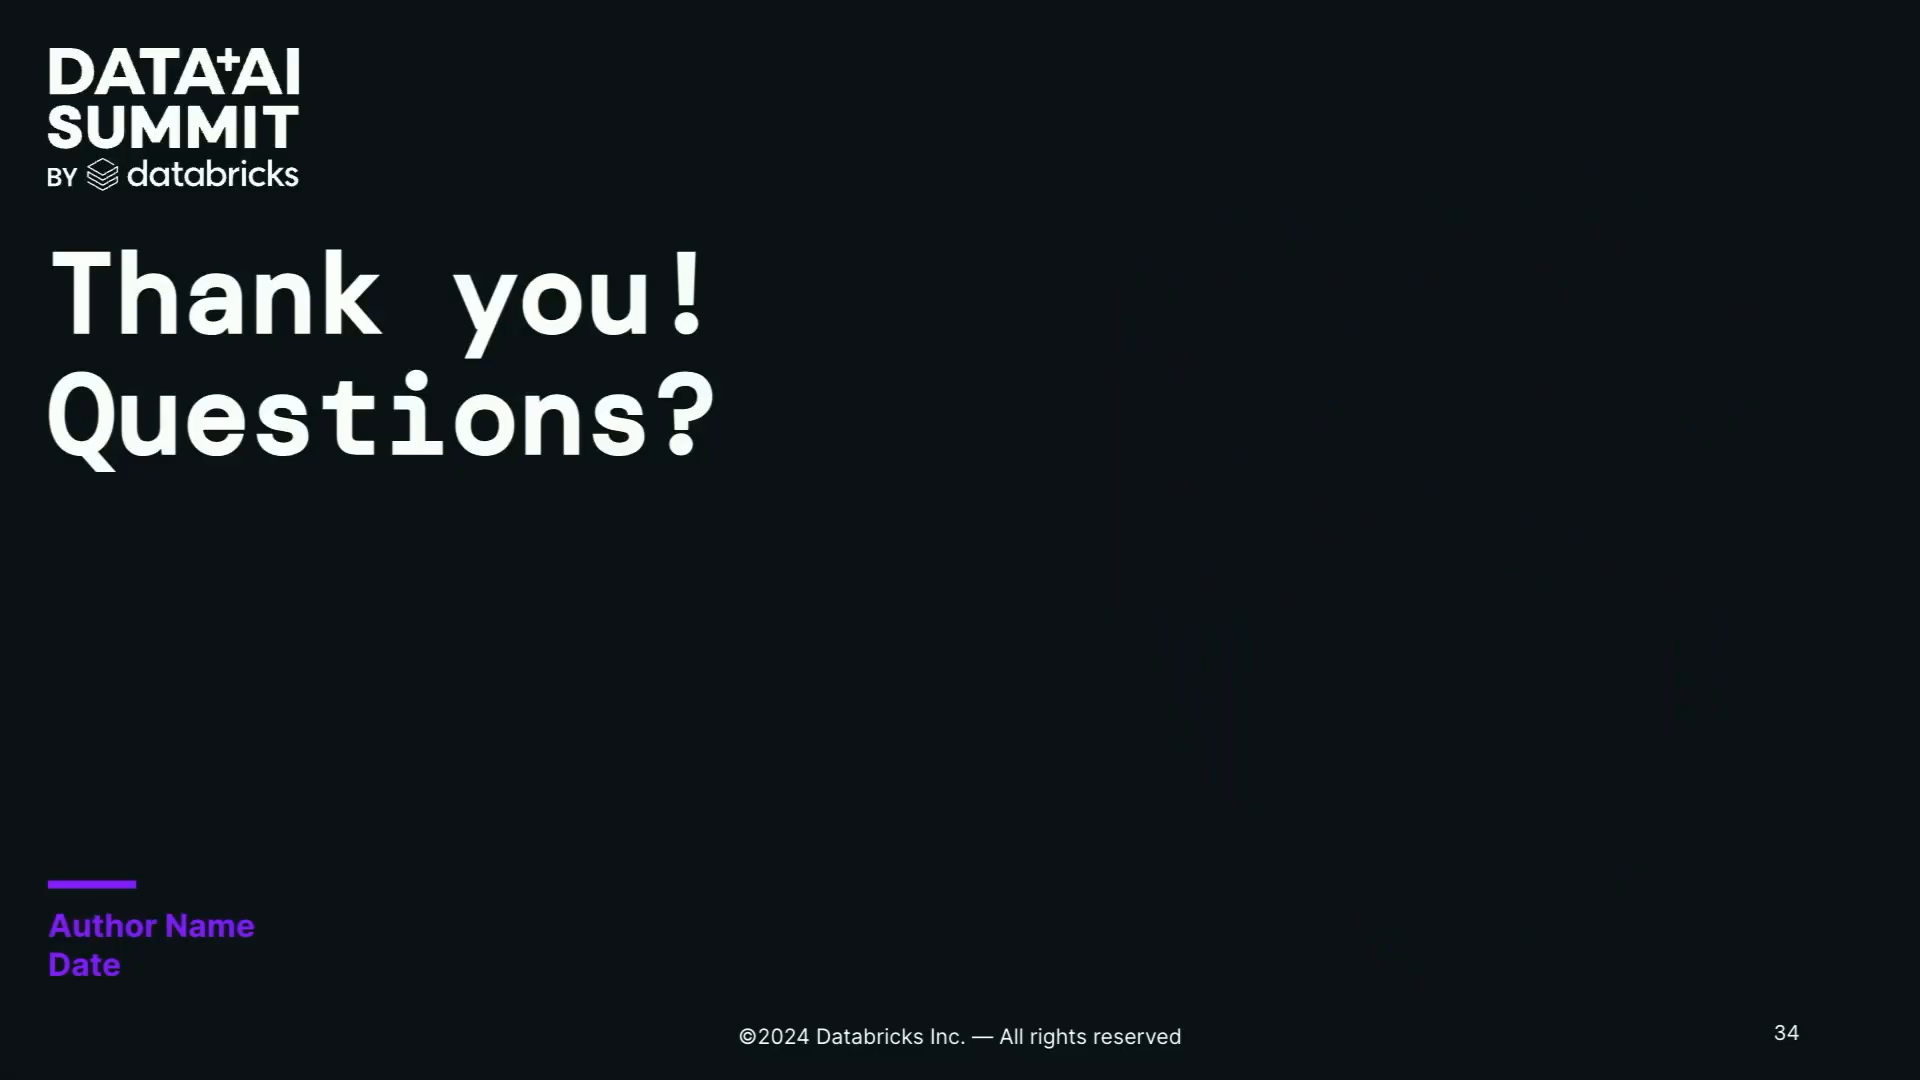 DATA+AI
SUMMIT
BY databricks
Thank you!
Questions?
Author Name
Date
©2024 Databricks Inc. — All rights reserved
34